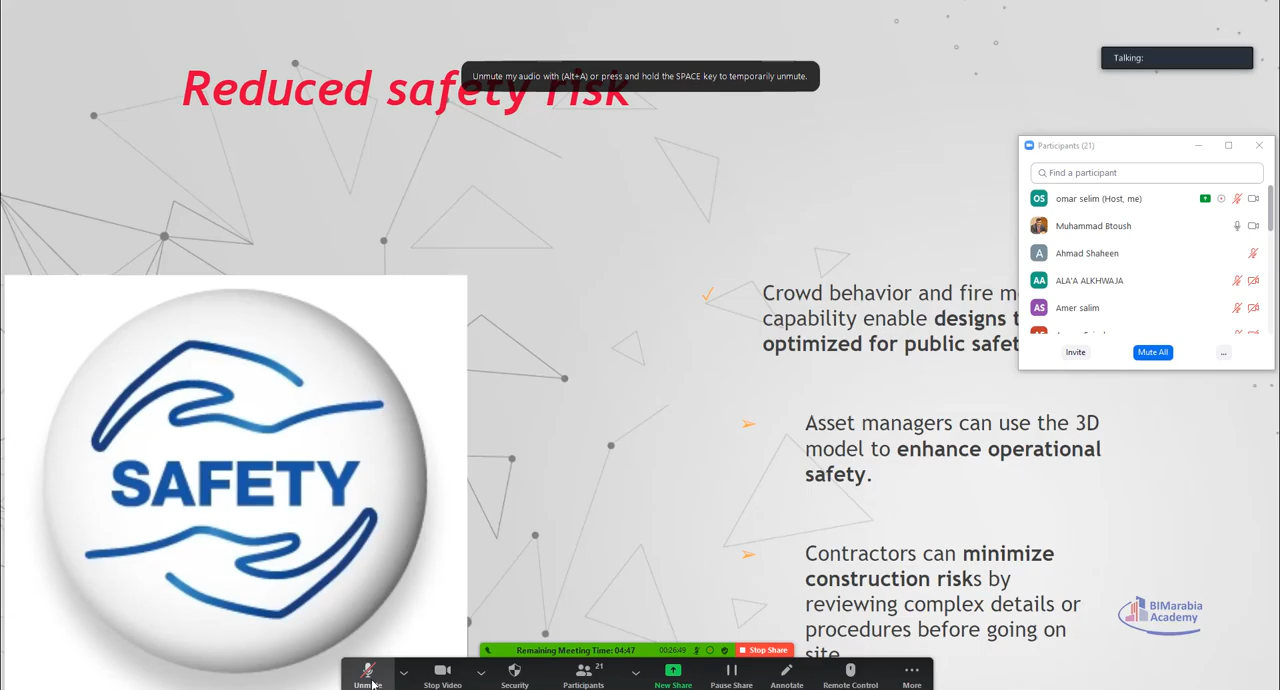 Reduced safety risk
Unmute my audio with (Alt+A) or press and hold the SPACE key to temporarily unmute.
Talking:
Participants (21)
Find a participant
OS omar selim (Host, me)
Muhammad Btoush
A Ahmad Shaheen
AA ALA'A ALKHWAJA
AS Amer salim
Invite
Mute All
...
SAFETY
✓ Crowd behavior and fire
capability enable designs
optimized for public
➢ Asset managers can use the 3D
model to enhance operational
safety.
➢ Contractors can minimize
construction risks by
reviewing complex details or
procedures before going on
site
BIMarabia
Academy
Remaining Meeting Time: 04:47
00:26:49
Stop Share
Unmute
Stop Video
Security
21
Participants
New Share
Pause Share
Annotate
Remote Control
More